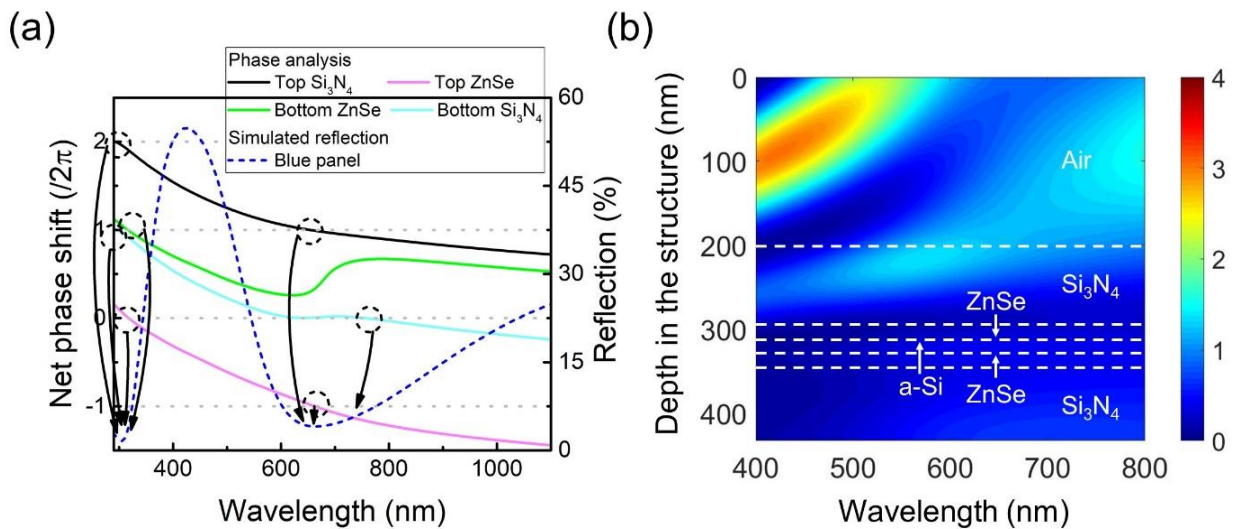 (a)
Phase analysis
Top Si₃N₄ Top ZnSe
Bottom ZnSe Bottom Si₃N₄
Simulated reflection
Blue panel
Net phase shift (/2π)
2
1
0
-1
60
45
30
15
0
Reflection (%)
400 600 800 1000
Wavelength (nm)
(b)
Depth in the structure (nm)
0
100
200
300
400
Air
Si₃N₄
ZnSe
a-Si
ZnSe
Si₃N₄
400 500 600 700 800
Wavelength (nm)
4
3
2
1
0